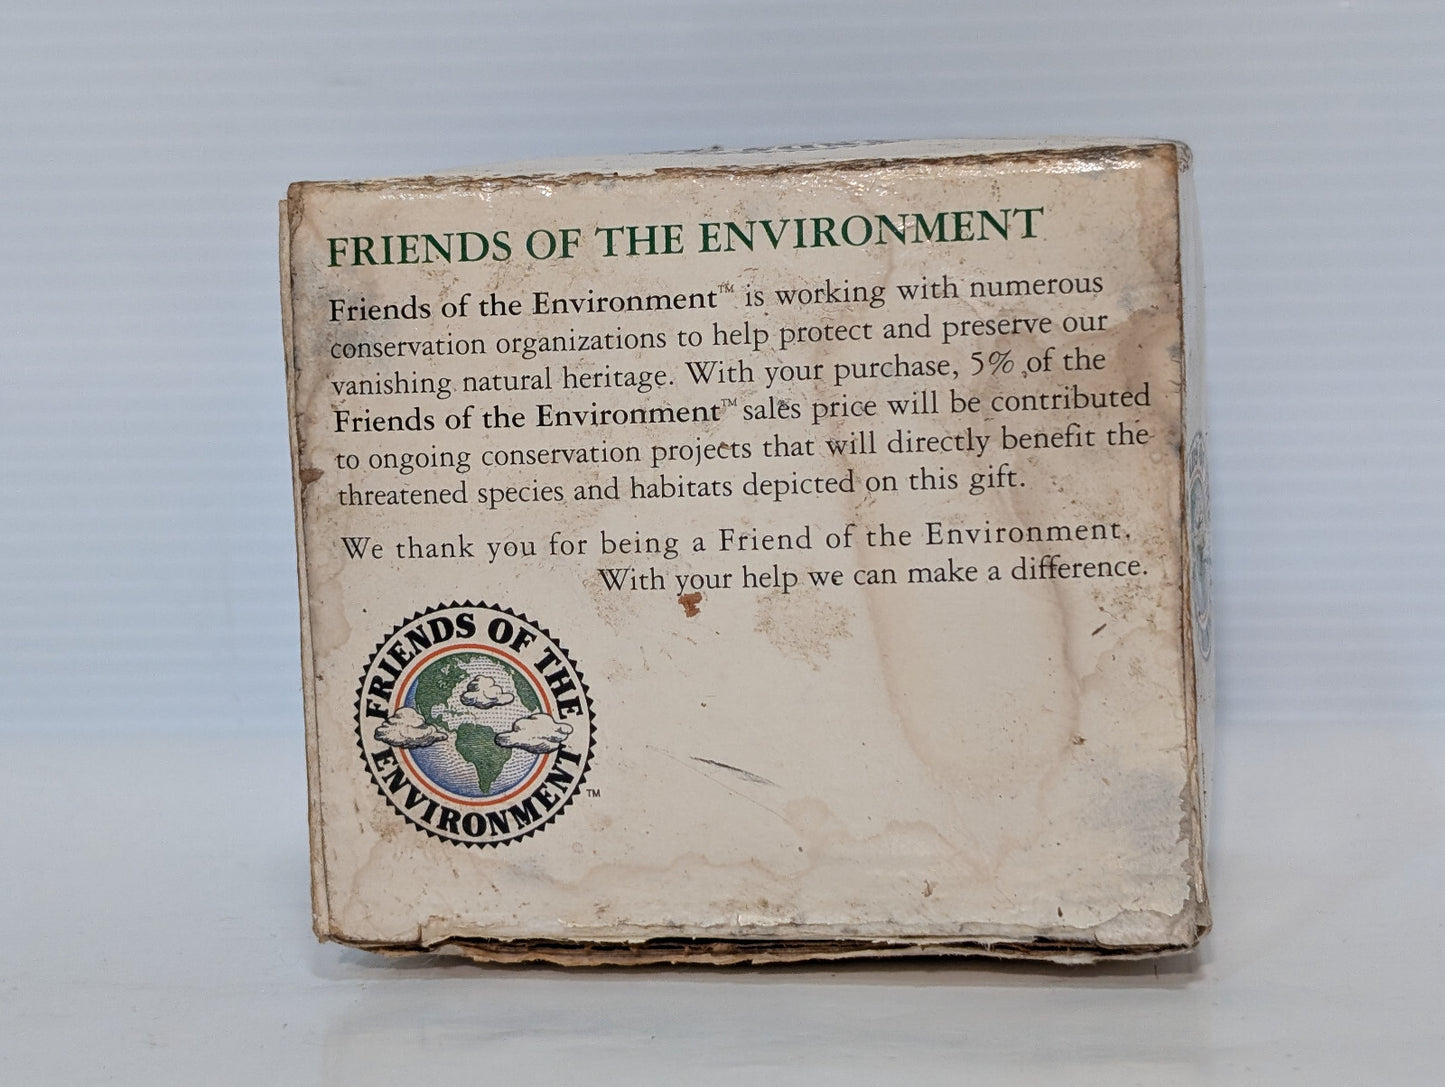 FRIENDS OF THE ENVIRONMENT
Friends of the Environment™ is working with numerous
conservation organizations to help protect and preserve our
vanishing natural heritage. With your purchase, 5% of the
Friends of the Environment™ sales price will be contributed
to ongoing conservation projects that will directly benefit the
threatened species and habitats depicted on this gift.
We thank you for being a Friend of the Environment.
With your help we can make a difference.
FRIENDS OF THE
ENVIRONMENT
TM